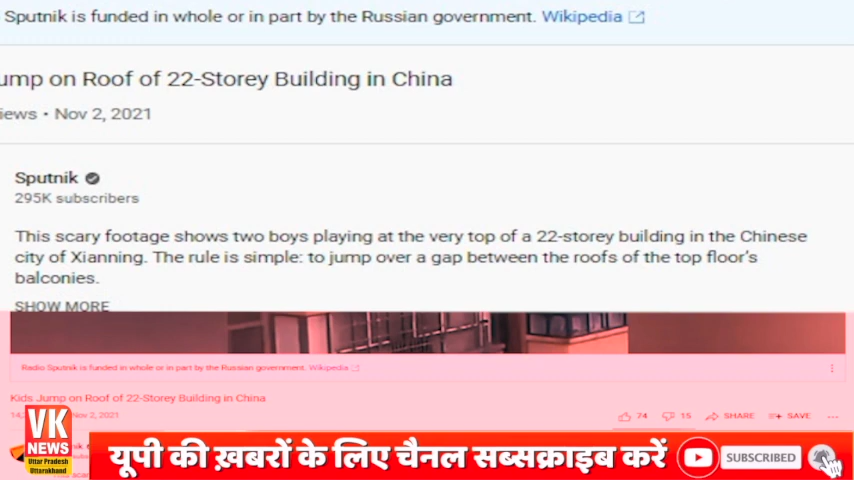 Sputnik is funded in whole or in part by the Russian government. Wikipedia
ump on Roof of 22-Storey Building in China
iews • Nov 2, 2021
Sputnik
295K subscribers
This scary footage shows two boys playing at the very top of a 22-storey building in the Chinese
city of Xianning. The rule is simple: to jump over a gap between the roofs of the top floor's
balconies.
SHOW MORE
Radio Sputnik is funded in whole or in part by the Russian government. Wikipedia
Kids Jump on Roof of 22-Storey Building in China
Nov 2, 2021
74 15 SHARE SAVE
VK
NEWS
Uttar Pradesh
Uttarakhand
यूपी की ख़बरों के लिए चैनल सब्सक्राइब करें
SUBSCRIBED